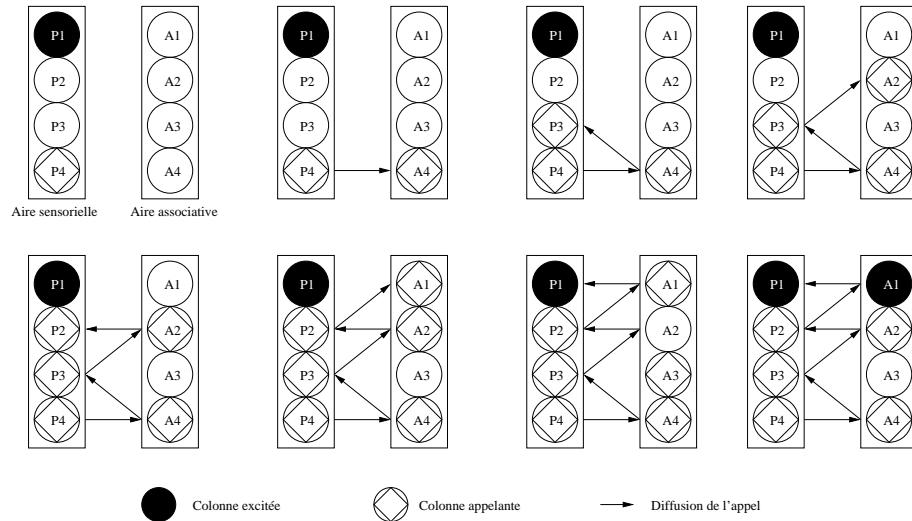 P1 A1 P1 A1 P1 A1 P1 A1
P2 A2 P2 A2 P2 A2 P2 A2
P3 A3 P3 A3 P3 A3 P3 A3
P4 A4 P4 A4 P4 A4 P4 A4
Aire sensorielle Aire associative
P1 A1 P1 A1 P1 A1 P1 A1
P2 A2 P2 A2 P2 A2 P2 A2
P3 A3 P3 A3 P3 A3 P3 A3
P4 A4 P4 A4 P4 A4 P4 A4
Colonne excitée Colonne appelante Diffusion de l'appel